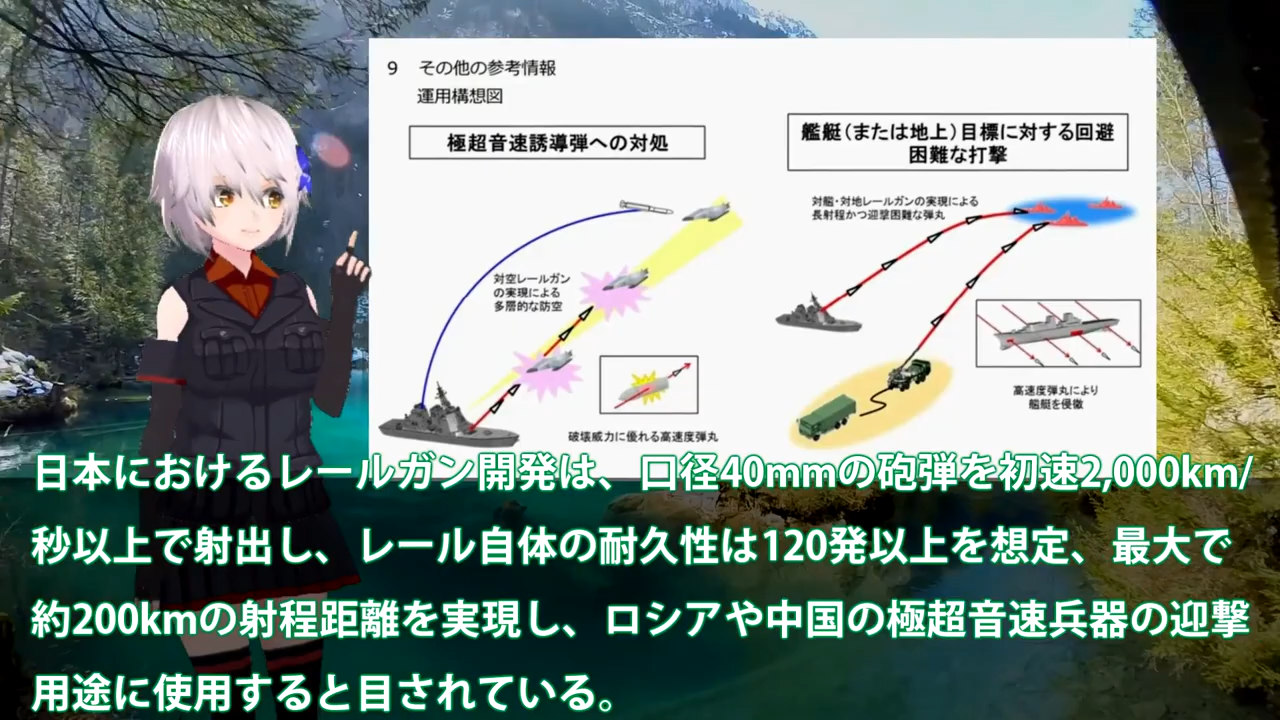 9 その他の参考情報
運用構想図
極超音速誘導弾への対処
艦艇(または地上)目標に対する回避
困難な打撃
対艦・対地レールガンの実現による
長射程かつ迎撃困難な弾丸
対空レールガン
の実現による
多層的な防空
高速度弾丸により
艦艇を侵徹
破壊威力に優れる高速度弾丸
日本におけるレールガン開発は、口径40mmの砲弾を初速2,000km/
秒以上で射出し、レール自体の耐久性は120発以上を想定、最大で
約200kmの射程距離を実現し、ロシアや中国の極超音速兵器の迎撃
用途に使用すると目されている。